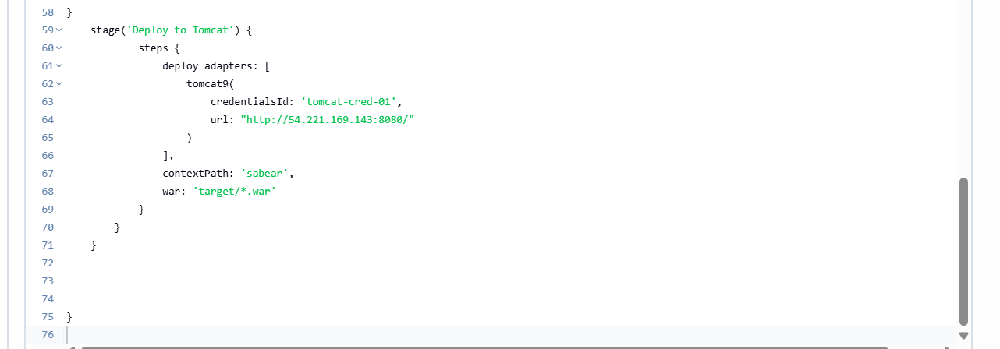 58 }
59 stage('Deploy to Tomcat') {
60 steps {
61 deploy adapters: [
62 tomcat9(
63 credentialsId: 'tomcat-cred-01',
64 url: "http://54.221.169.143:8080/"
65 )
66 ],
67 contextPath: 'sabear',
68 war: 'target/*.war'
69 }
70 }
71 }
72
73
74
75 }
76